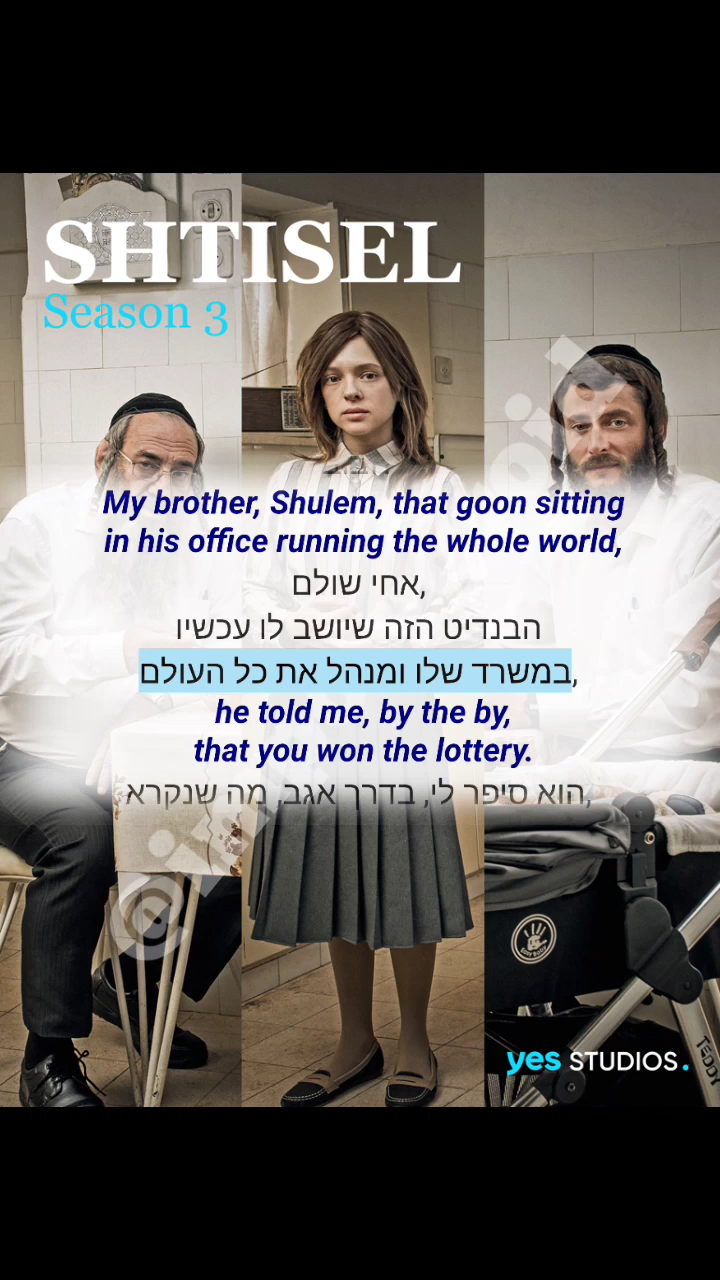 SHTISEL
Season 3
My brother, Shulem, that goon sitting
in his office running the whole world,
אחי שולם,
הבנדיט הזה שיושב לו עכשיו
במשרד שלו ומנהל את כל העולם,
he told me, by the by,
that you won the lottery.
הוא סיפר לי, בדרך אגב, מה שנקרא,
yes STUDIOS.
TEDDY